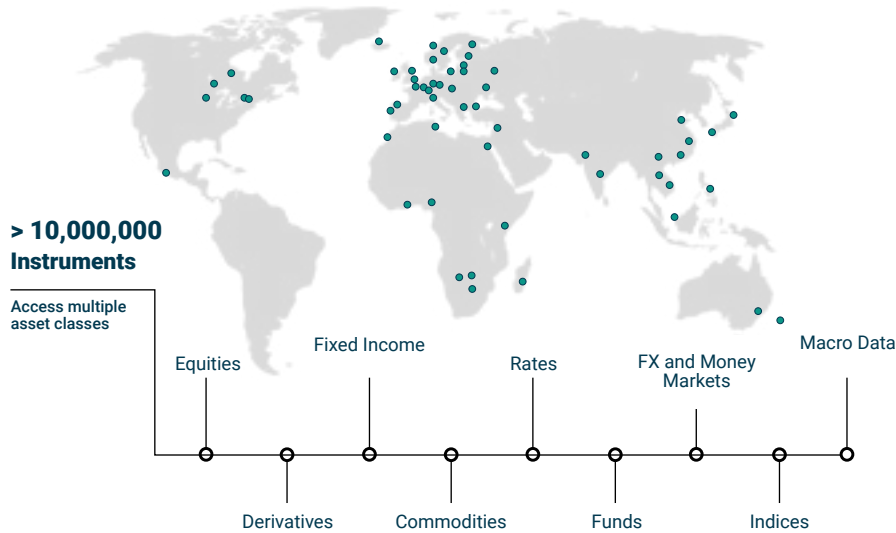 > 10,000,000
Instruments
Access multiple
asset classes
Equities
Fixed Income
Rates
FX and Money
Markets
Macro Data
Derivatives
Commodities
Funds
Indices